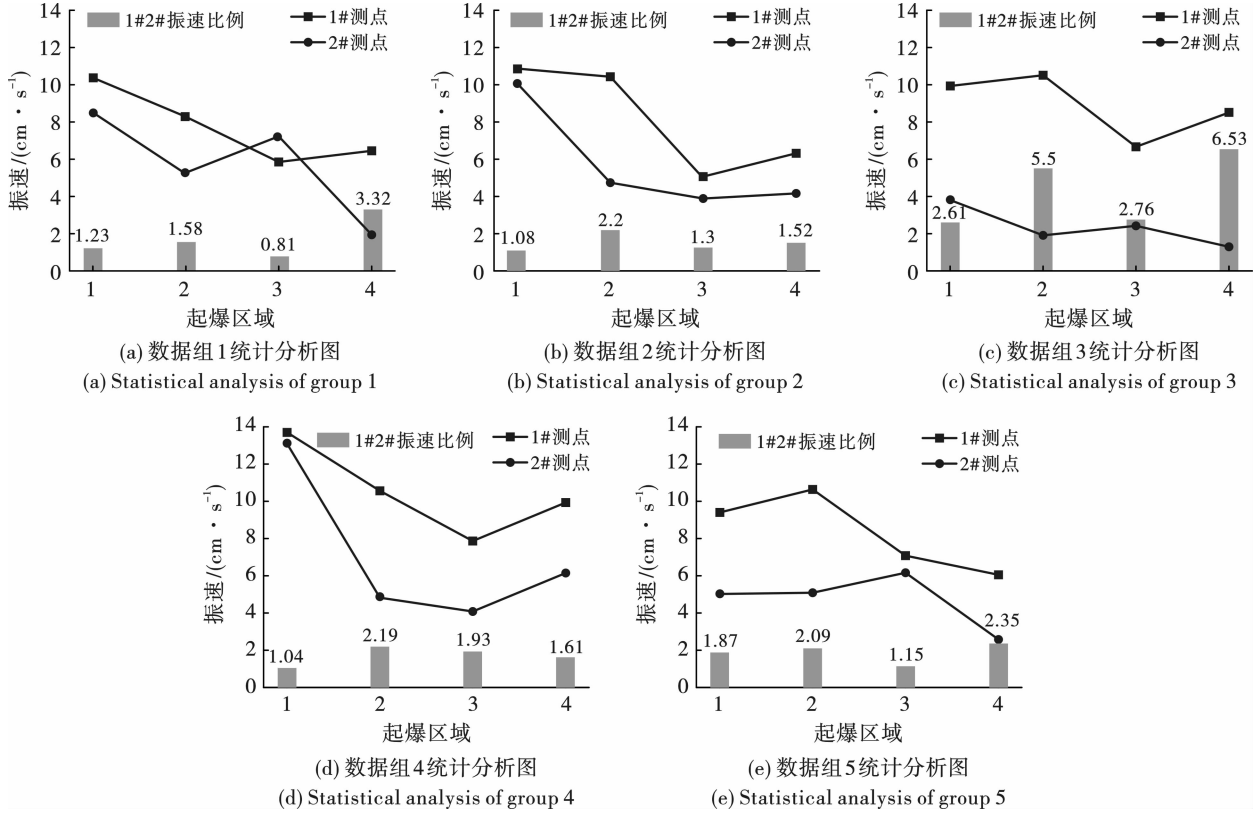 14
12
10
8
6
4
2
0
振速/(cm·s⁻¹)
1#2#振速比例
1#测点
2#测点
1.23
1.58
0.81
3.32
1 2 3 4
起爆区域
(a) 数据组1统计分析图
(a) Statistical analysis of group 1
14
12
10
8
6
4
2
0
振速/(cm·s⁻¹)
1#2#振速比例
1#测点
2#测点
1.08
2.2
1.3
1.52
1 2 3 4
起爆区域
(b) 数据组2统计分析图
(b) Statistical analysis of group 2
14
12
10
8
6
4
2
0
振速/(cm·s⁻¹)
1#2#振速比例
1#测点
2#测点
2.61
5.5
2.76
6.53
1 2 3 4
起爆区域
(c) 数据组3统计分析图
(c) Statistical analysis of group 3
14
12
10
8
6
4
2
0
振速/(cm·s⁻¹)
1#2#振速比例
1#测点
2#测点
1.04
2.19
1.93
1.61
1 2 3 4
起爆区域
(d) 数据组4统计分析图
(d) Statistical analysis of group 4
14
12
10
8
6
4
2
0
振速/(cm·s⁻¹)
1#2#振速比例
1#测点
2#测点
1.87
2.09
1.15
2.35
1 2 3 4
起爆区域
(e) 数据组5统计分析图
(e) Statistical analysis of group 5